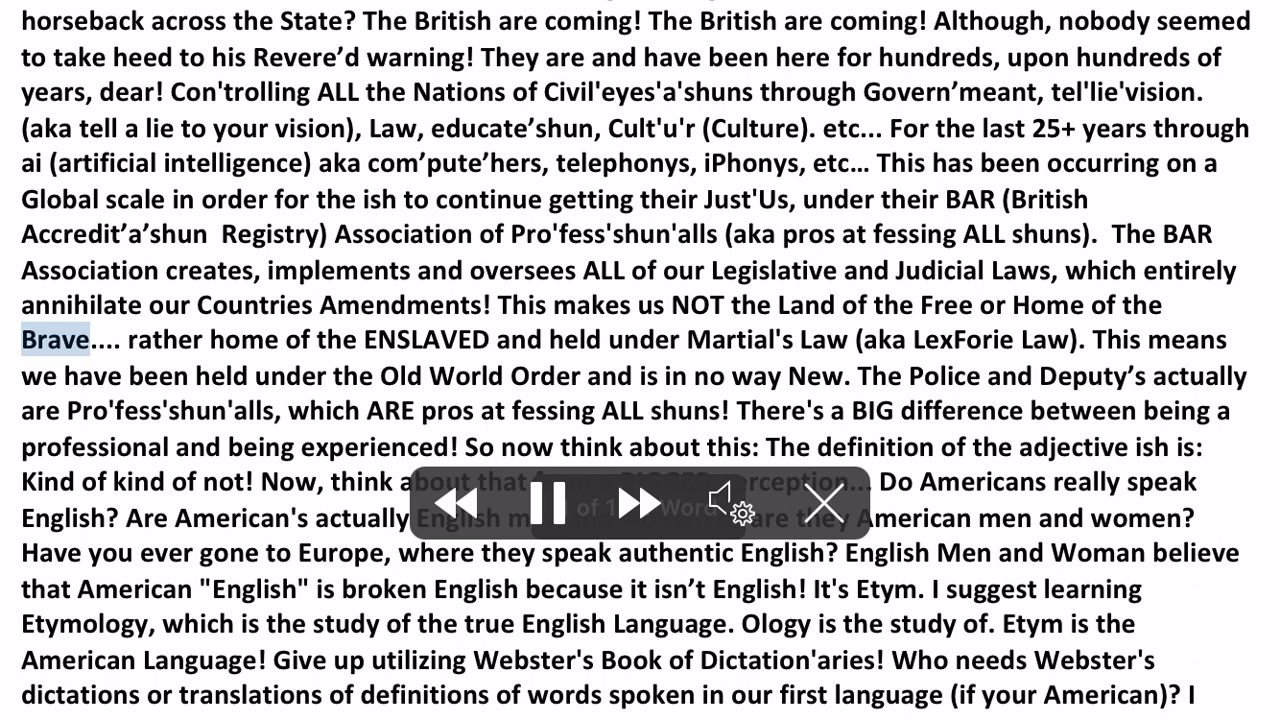 horseback across the State? The British are coming! The British are coming! Although, nobody seemed
to take heed to his Revere’d warning! They are and have been here for hundreds, upon hundreds of
years, dear! Con'trolling ALL the Nations of Civil'eyes'a'shuns through Govern’meant, tel'lie'vision.
(aka tell a lie to your vision), Law, educate’shun, Cult'u'r (Culture). etc... For the last 25+ years through
ai (artificial intelligence) aka com’pute’hers, telephonys, iPhonys, etc… This has been occurring on a
Global scale in order for the ish to continue getting their Just'Us, under their BAR (British
Accredit’a’shun  Registry) Association of Pro'fess'shun'alls (aka pros at fessing ALL shuns).  The BAR
Association creates, implements and oversees ALL of our Legislative and Judicial Laws, which entirely
annihilate our Countries Amendments! This makes us NOT the Land of the Free or Home of the
Brave.... rather home of the ENSLAVED and held under Martial's Law (aka LexForie Law). This means
we have been held under the Old World Order and is in no way New. The Police and Deputy’s actually
are Pro'fess'shun'alls, which ARE pros at fessing ALL shuns! There's a BIG difference between being a
professional and being experienced! So now think about this: The definition of the adjective ish is:
Kind of kind of not! Now, think about that perception... Do Americans really speak
English? Are American's actually English are they American men and women?
Have you ever gone to Europe, where they speak authentic English? English Men and Woman believe
that American "English" is broken English because it isn’t English! It's Etym. I suggest learning
Etymology, which is the study of the true English Language. Ology is the study of. Etym is the
American Language! Give up utilizing Webster's Book of Dictation'aries! Who needs Webster's
dictations or translations of definitions of words spoken in our first language (if your American)? I